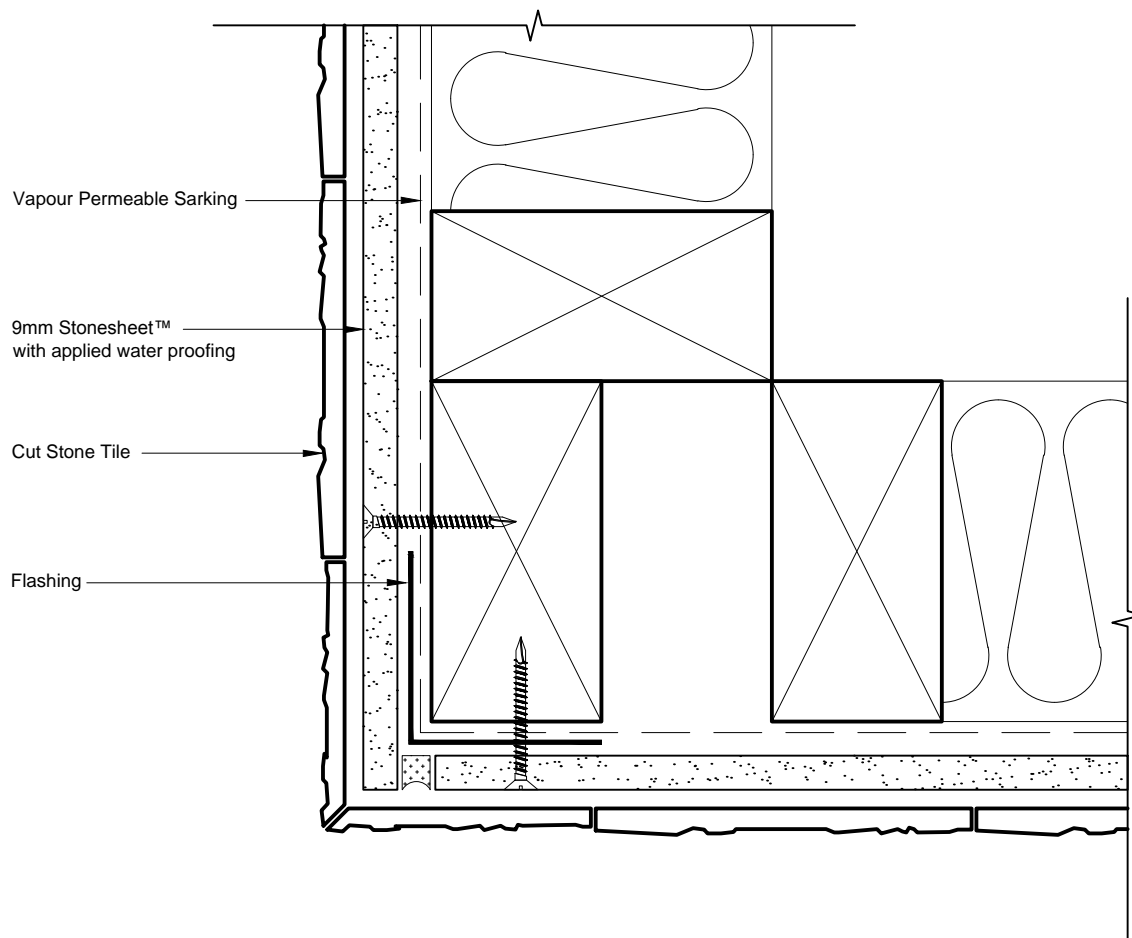 Vapour Permeable Sarking
9mm Stonesheet™
with applied water proofing
Cut Stone Tile
Flashing